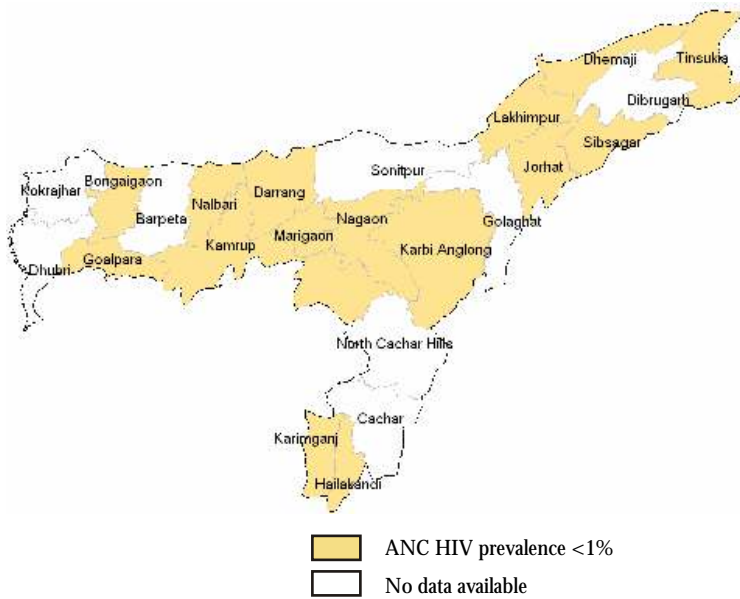 Dhemaji
Tinsukia
Dibrugarh
Lakhimpur
Sibsagar
Jorhat
Sonitpur
Kokrajhar
Bongaigaon
Barpeta
Nalbari
Darrang
Nagaon
Golaghat
Marigaon
Kamrup
Karbi Anglong
Goalpara
Dhubri
North Cachar Hills
Cachar
Karimganj
Hailakandi
ANC HIV prevalence <1%
No data available